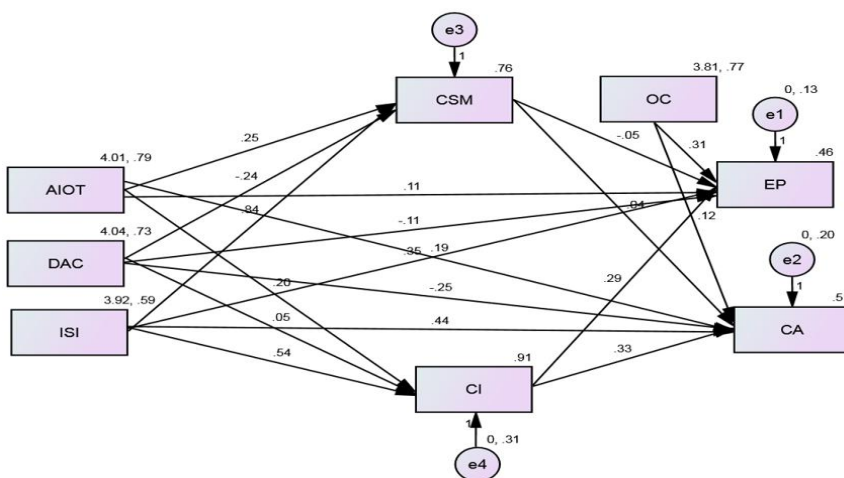 e3
1
.76
CSM
3.81, .77
OC
0, .13
e1
1
.46
EP
.25
-.05
.31
4.01, .79
AIOT
-.24
.84
.11
.04
.12
-.11
4.04, .73
DAC
.35
.19
0, .20
e2
1
.20
-.25
.29
3.92, .59
ISI
.05
.44
.5
CA
.54
.33
.91
CI
1
0, .31
e4